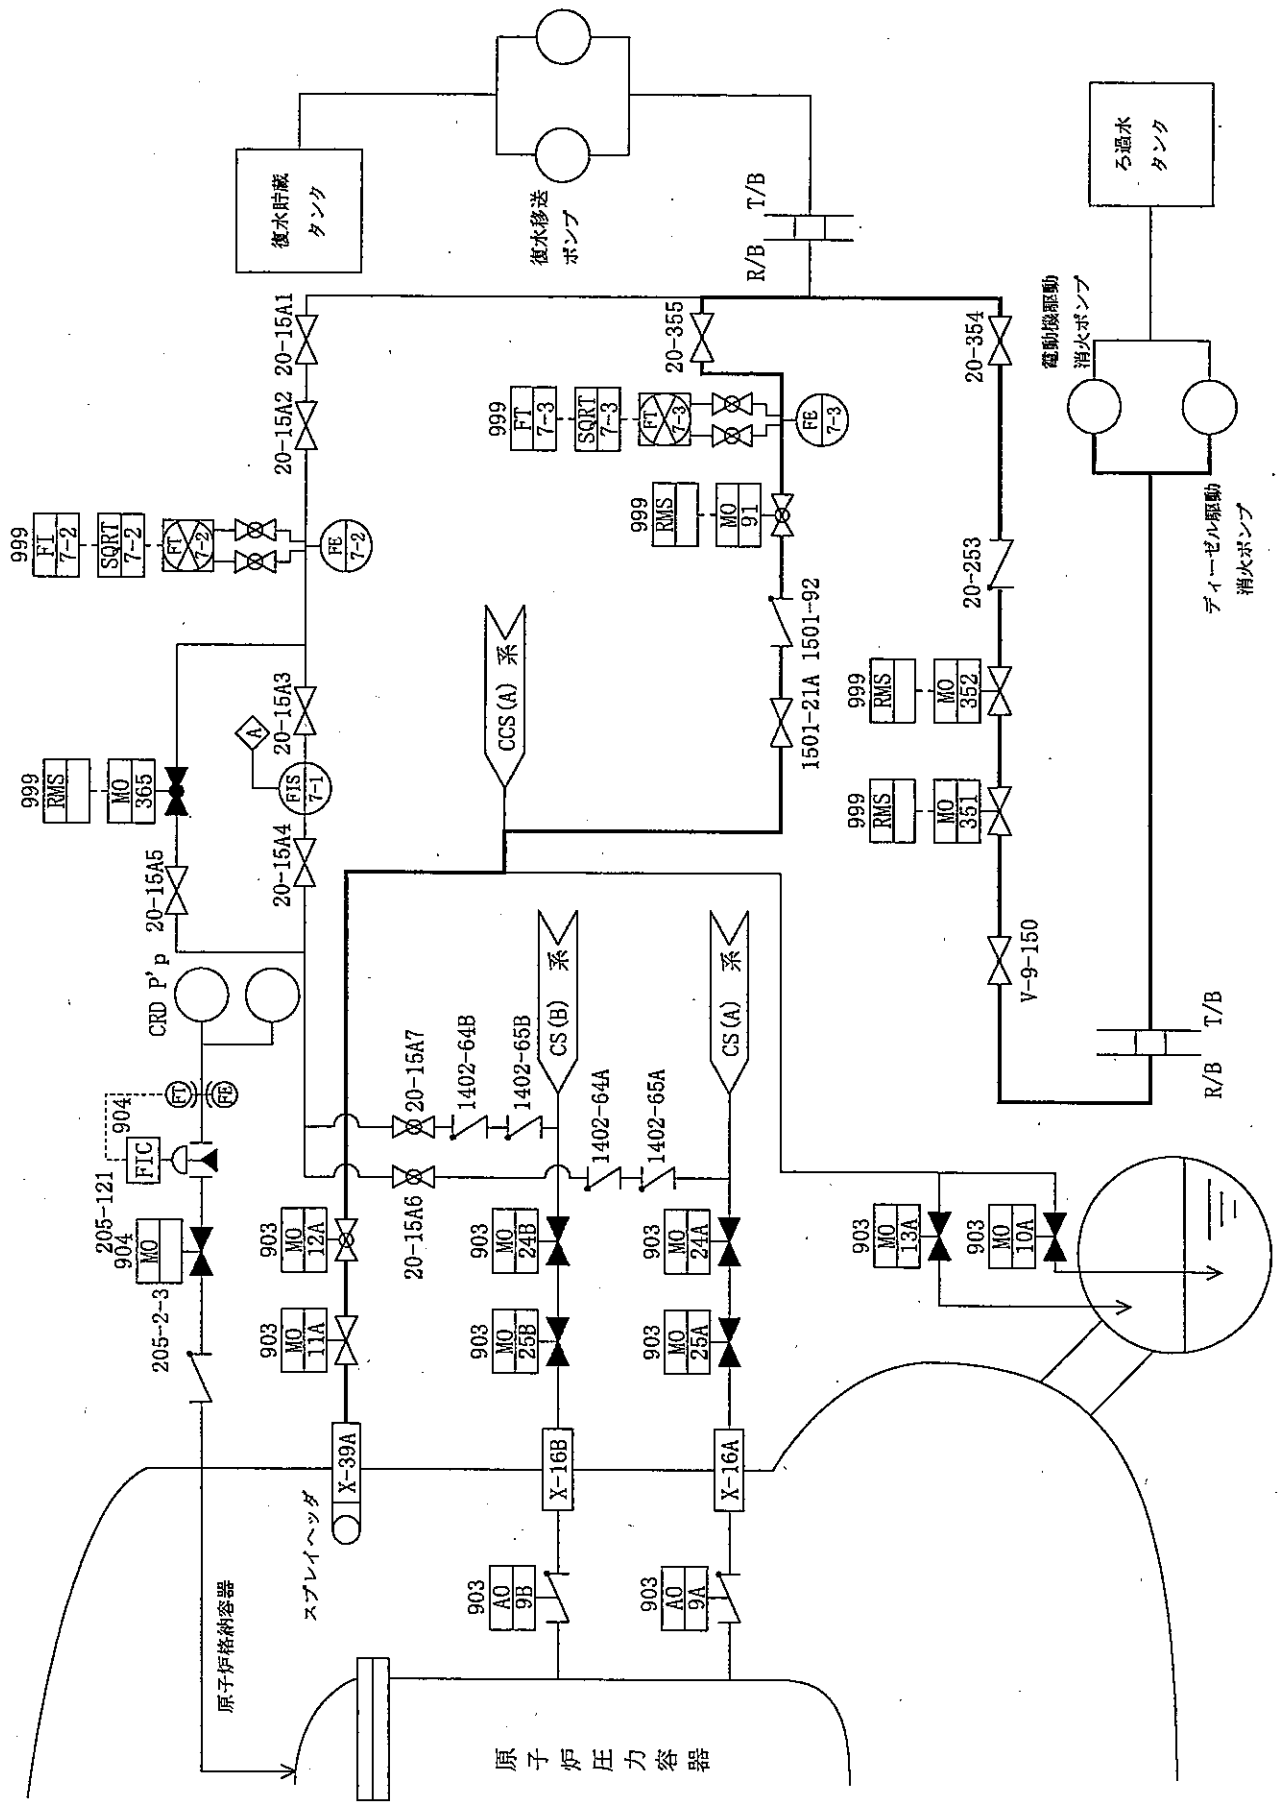 原子炉格納容器
原子炉圧力容器
スプレイヘッダ
205-2-3
205-121
904
MO
904
FIC
FT
FE
CRD P'p
20-15A5
999
RMS
MO
365
999
FI
7-2
SQRT
7-2
FT
7-2
FE
7-2
20-15A4
FIS
7-1
A
20-15A3
20-15A2
20-15A1
復水貯蔵
タンク
復水移送
ポンプ
R/B
T/B
X-39A
903
MO
11A
903
MO
12A
20-15A6
20-15A7
1402-64B
1402-65B
1402-64A
1402-65A
CCS(A) 系
999
RMS
MO
91
999
FT
7-3
SQRT
7-3
FT
7-3
FE
7-3
20-355
1501-21A
1501-92
903
AO
9B
X-16B
903
MO
25B
903
MO
24B
CS(B) 系
903
AO
9A
X-16A
903
MO
25A
903
MO
24A
CS(A) 系
903
MO
13A
903
MO
10A
V-9-150
999
RMS
MO
351
999
RMS
MO
352
20-253
20-354
R/B
T/B
電動機駆動
消火ポンプ
ディーゼル駆動
消火ポンプ
ろ過水
タンク